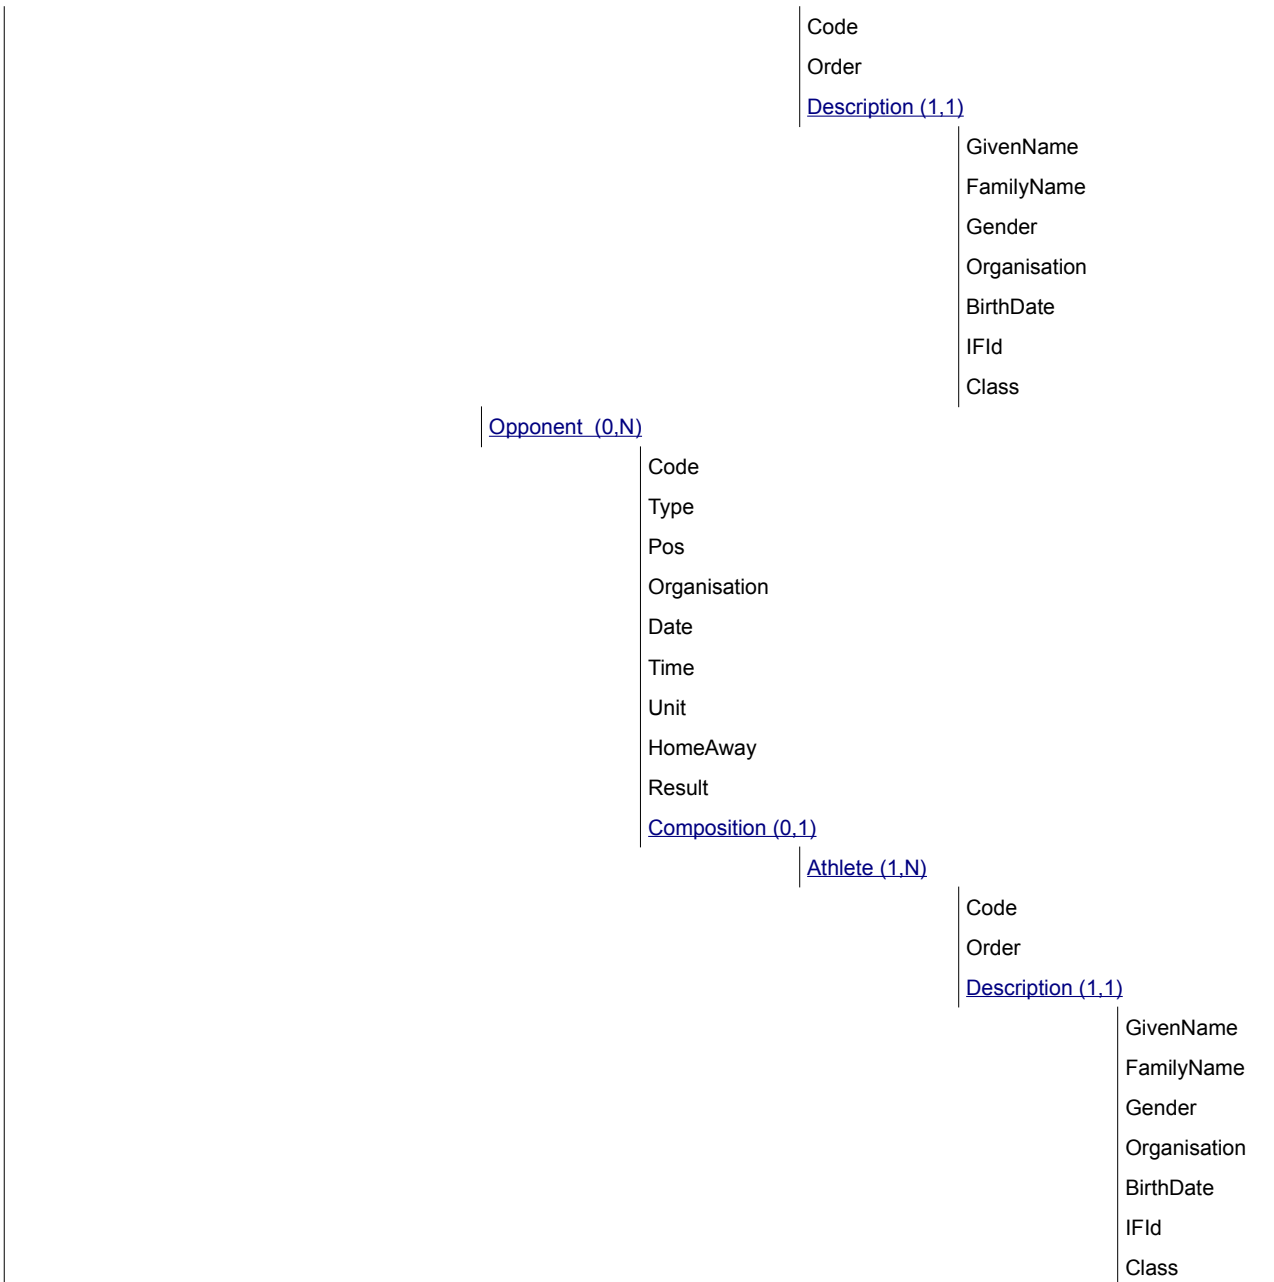 Code
Order
Description (1,1)
GivenName
FamilyName
Gender
Organisation
BirthDate
IFId
Class
Opponent  (0,N)
Code
Type
Pos
Organisation
Date
Time
Unit
HomeAway
Result
Composition (0,1)
Athlete (1,N)
Code
Order
Description (1,1)
GivenName
FamilyName
Gender
Organisation
BirthDate
IFId
Class